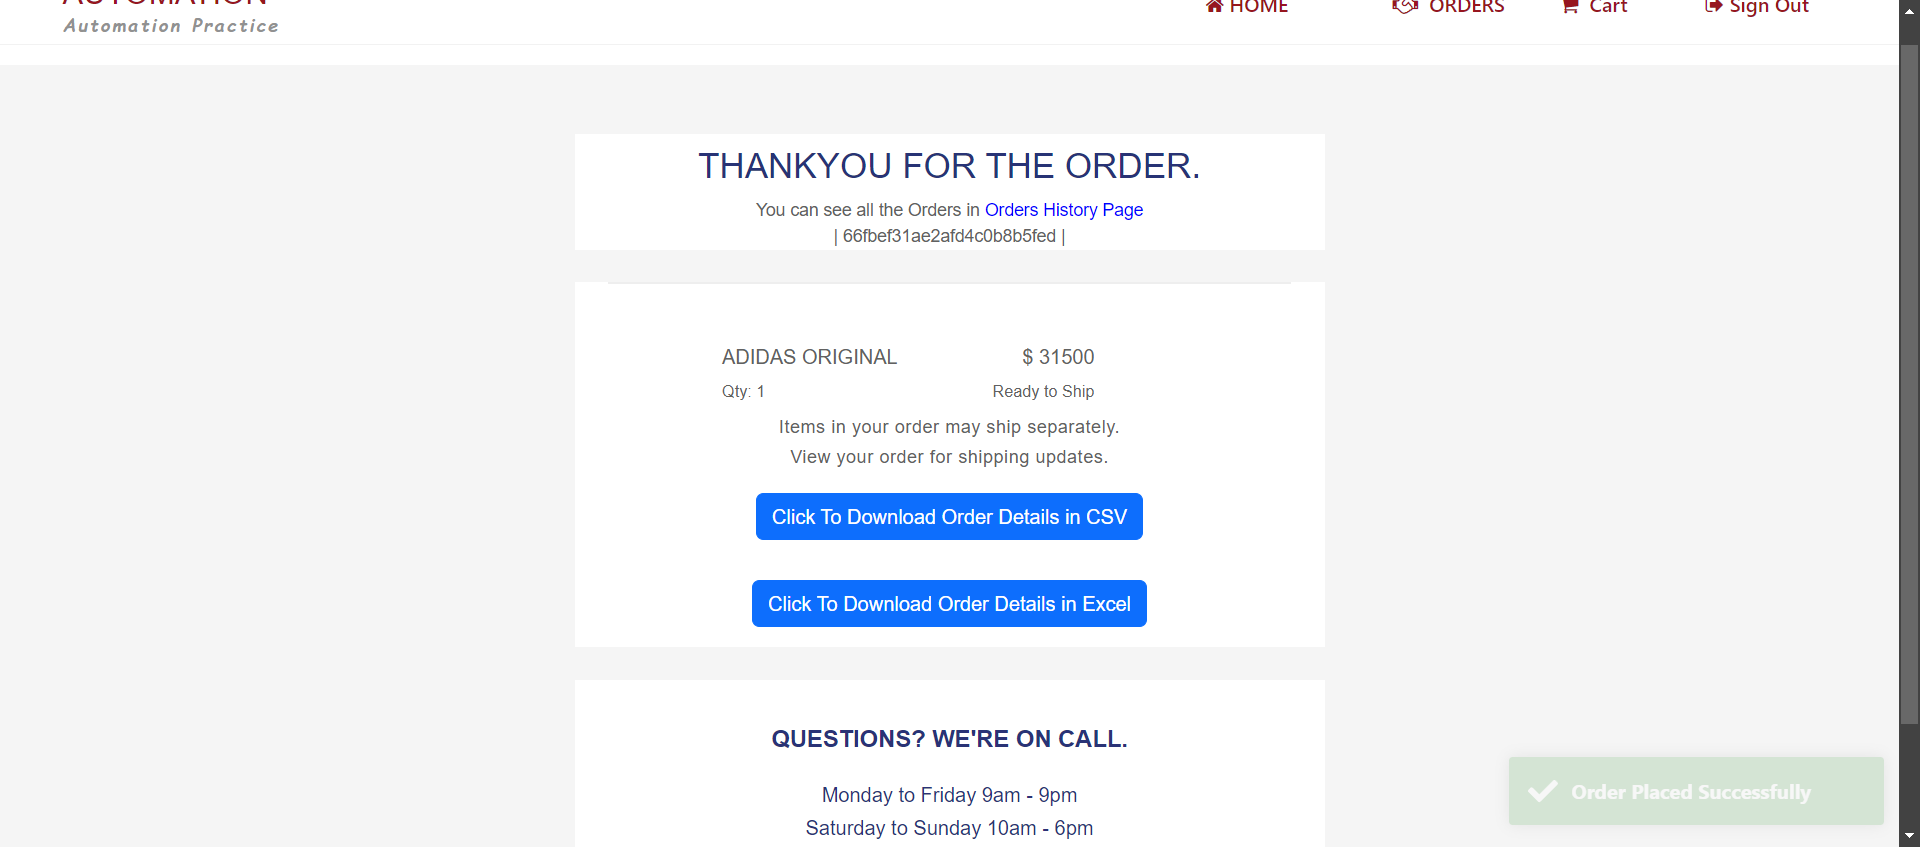 AUTOMATION
Automation Practice
HOME
ORDERS
Cart
Sign Out
THANKYOU FOR THE ORDER.
You can see all the Orders in Orders History Page
| 66fbef31ae2afd4c0b8b5fed |
ADIDAS ORIGINAL
$ 31500
Qty: 1
Ready to Ship
Items in your order may ship separately.
View your order for shipping updates.
Click To Download Order Details in CSV
Click To Download Order Details in Excel
QUESTIONS? WE'RE ON CALL.
Monday to Friday 9am - 9pm
Order Placed Successfully
Saturday to Sunday 10am - 6pm